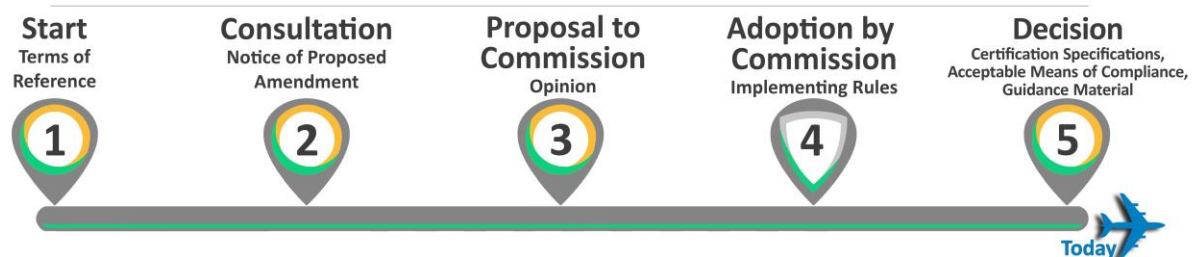 Start
Terms of
Reference
1
Consultation
Notice of Proposed
Amendment
2
Proposal to
Commission
Opinion
3
Adoption by
Commission
Implementing Rules
4
Decision
Certification Specifications,
Acceptable Means of Compliance,
Guidance Material
5
Today